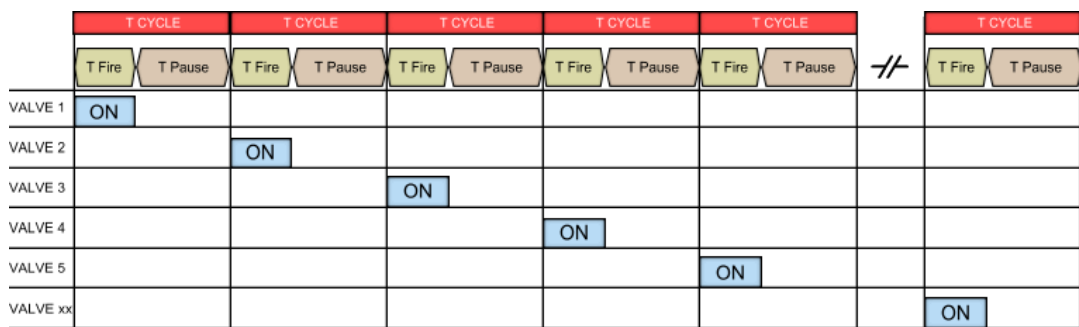 T CYCLE T CYCLE T CYCLE T CYCLE T CYCLE T CYCLE
T Fire T Pause T Fire T Pause T Fire T Pause T Fire T Pause T Fire T Pause T Fire T Pause
VALVE 1 ON
VALVE 2 ON
VALVE 3 ON
VALVE 4 ON
VALVE 5 ON
VALVE xx ON